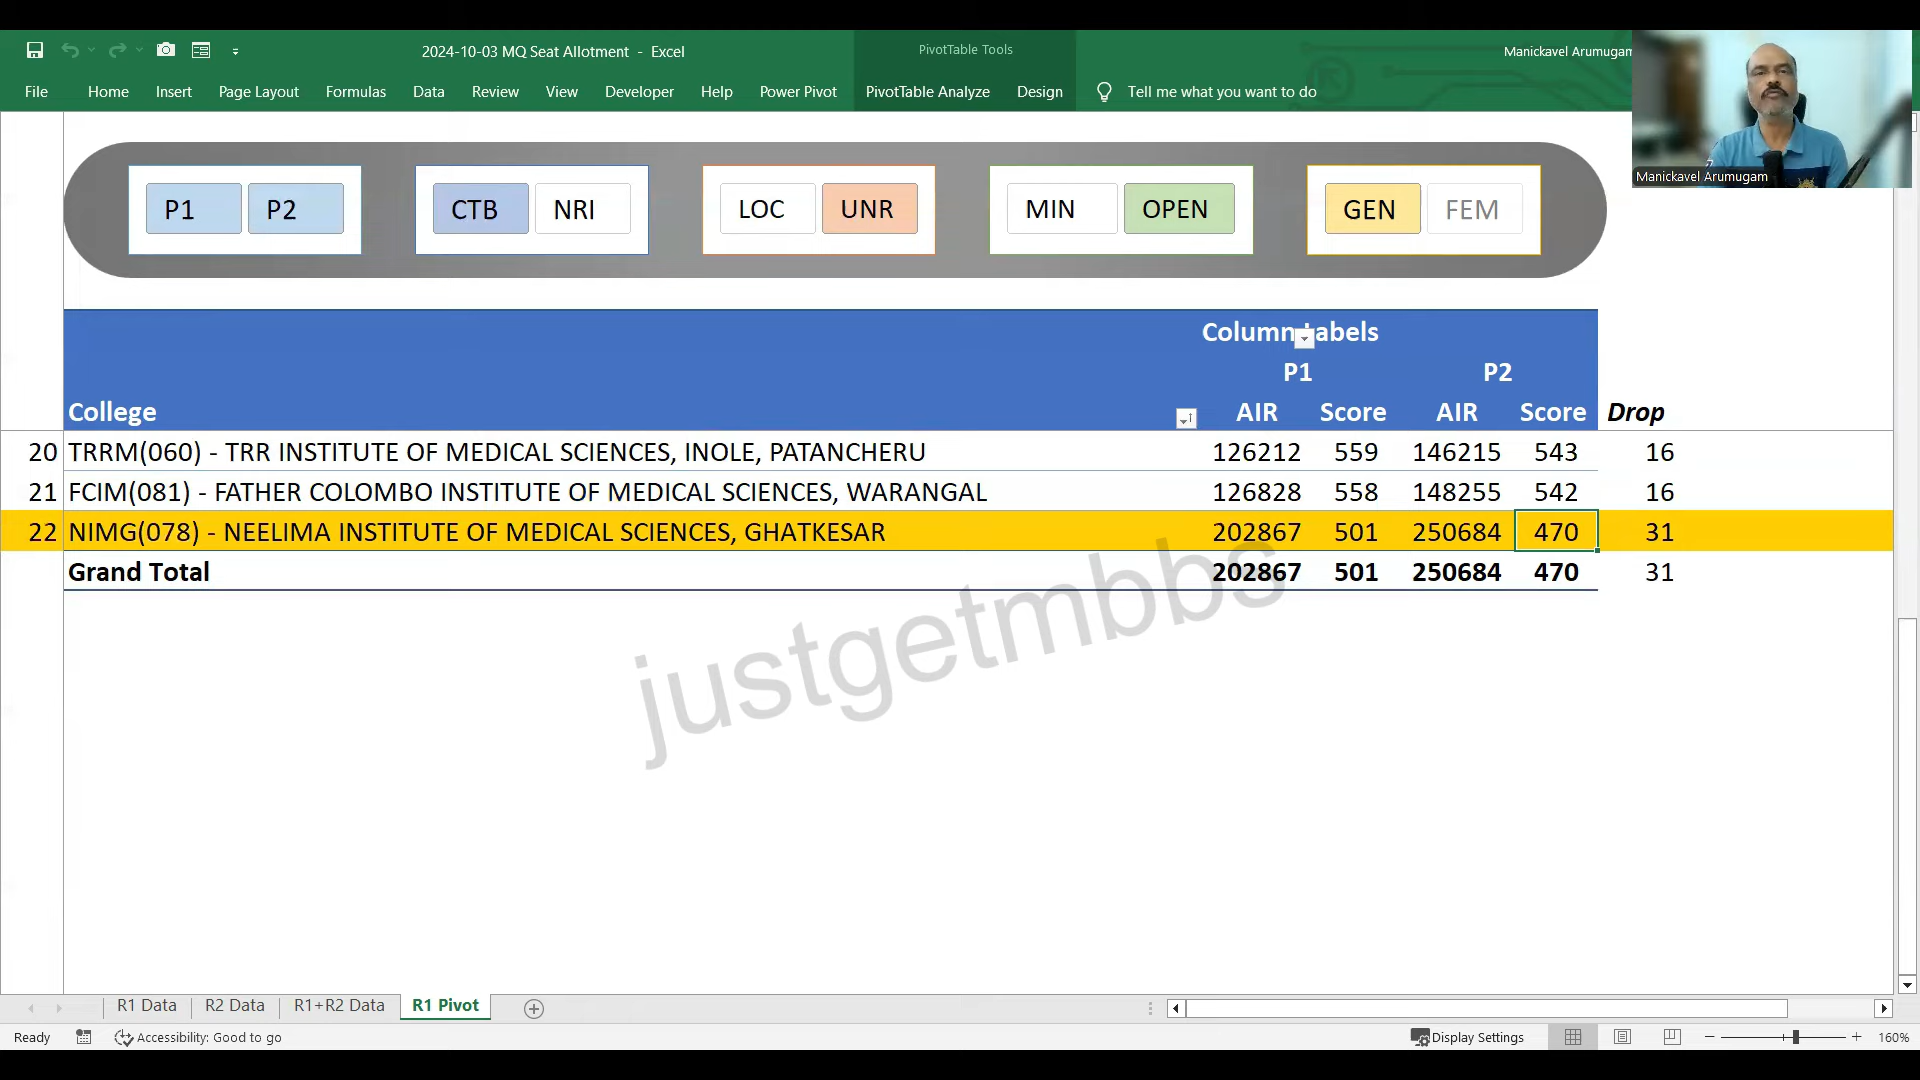 2024-10-03 MQ Seat Allotment - Excel
PivotTable Tools
Manickavel Arumugam
File Home Insert Page Layout Formulas Data Review View Developer Help Power Pivot PivotTable Analyze Design Tell me what you want to do
Manickavel Arumugam
P1 P2 CTB NRI LOC UNR MIN OPEN GEN FEM
Column Labels
P1 P2
College AIR Score AIR Score Drop
20 TRRM(060) - TRR INSTITUTE OF MEDICAL SCIENCES, INOLE, PATANCHERU 126212 559 146215 543 16
21 FCIM(081) - FATHER COLOMBO INSTITUTE OF MEDICAL SCIENCES, WARANGAL 126828 558 148255 542 16
22 NIMG(078) - NEELIMA INSTITUTE OF MEDICAL SCIENCES, GHATKESAR 202867 501 250684 470 31
Grand Total 202867 501 250684 470 31
justgetmbbs
R1 Data R2 Data R1+R2 Data R1 Pivot
Ready Accessibility: Good to go Display Settings 160%